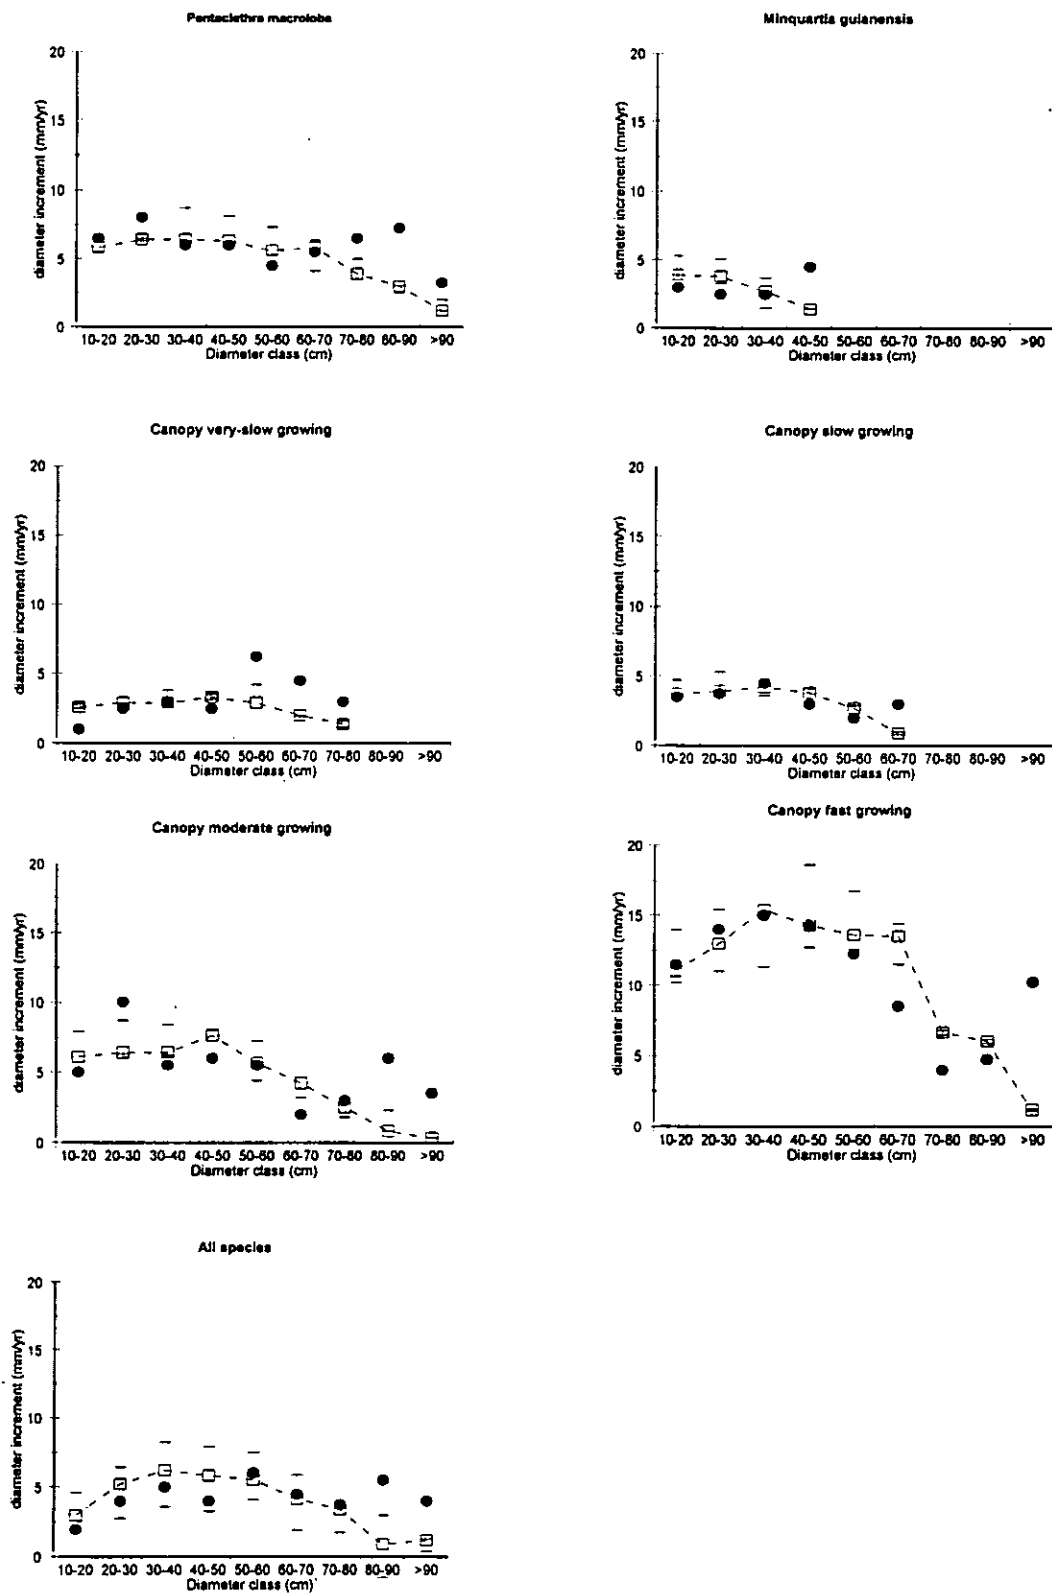 Pentaclethra macroloba
20
15
10
5
0
diameter increment (mm/yr)
10-20 20-30 30-40 40-50 50-60 60-70 70-80 80-90 >90
Diameter class (cm)
Minquartia guianensis
20
15
10
5
0
diameter increment (mm/yr)
10-20 20-30 30-40 40-50 50-60 60-70 70-80 80-90 >90
Diameter class (cm)
Canopy very-slow growing
20
15
10
5
0
diameter increment (mm/yr)
10-20 20-30 30-40 40-50 50-60 60-70 70-80 80-90 >90
Diameter class (cm)
Canopy slow growing
20
15
10
5
0
diameter increment (mm/yr)
10-20 20-30 30-40 40-50 50-60 60-70 70-80 80-90 >90
Diameter class (cm)
Canopy moderate growing
20
15
10
5
0
diameter increment (mm/yr)
10-20 20-30 30-40 40-50 50-60 60-70 70-80 80-90 >90
Diameter class (cm)
Canopy fast growing
20
15
10
5
0
diameter increment (mm/yr)
10-20 20-30 30-40 40-50 50-60 60-70 70-80 80-90 >90
Diameter class (cm)
All species
20
15
10
5
0
diameter increment (mm/yr)
10-20 20-30 30-40 40-50 50-60 60-70 70-80 80-90 >90
Diameter class (cm)